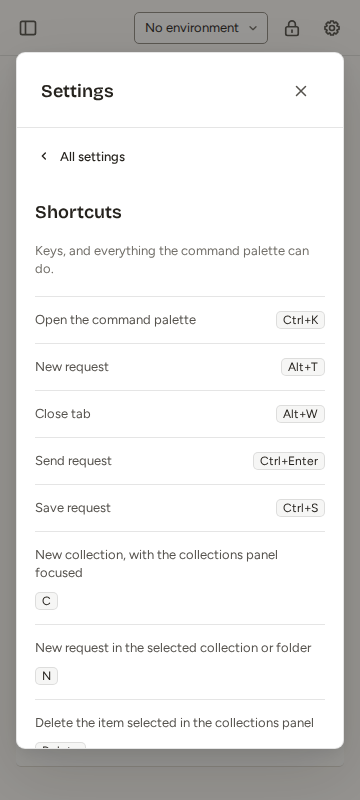 No environment
Settings
All settings
Shortcuts
Keys, and everything the command palette can
do.
Open the command palette
Ctrl+K
New request
Alt+T
Close tab
Alt+W
Send request
Ctrl+Enter
Save request
Ctrl+S
New collection, with the collections panel
focused
C
New request in the selected collection or folder
N
Delete the item selected in the collections panel